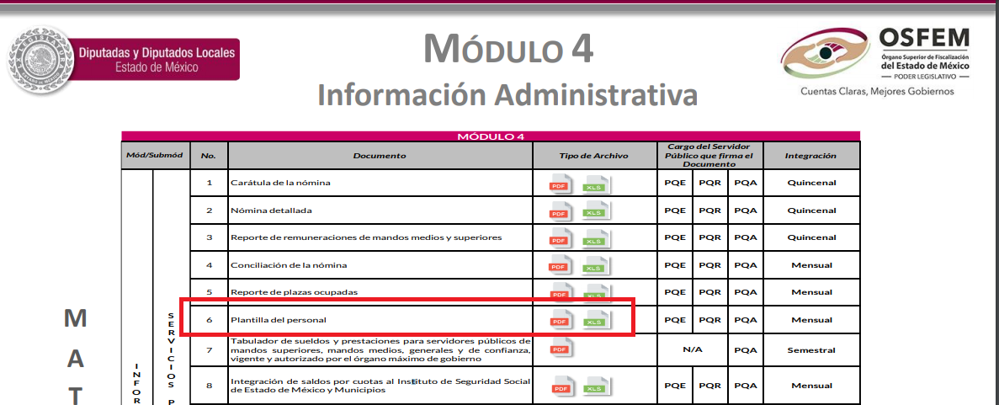 LEGISLATURA
Diputadas y Diputados Locales
Estado de México
MÓDULO 4
Información Administrativa
OSFEM
Órgano Superior de Fiscalización
del Estado de México
PODER LEGISLATIVO
Cuentas Claras, Mejores Gobiernos
MÓDULO 4
Mód/Submód No. Documento Tipo de Archivo Cargo del Servidor
Público que firma el
Documento Integración
1 Carátula de la nómina PDF XLS PQE PQR PQA Quincenal
2 Nómina detallada PDF XLS PQE PQR PQA Quincenal
3 Reporte de remuneraciones de mandos medios y superiores PDF XLS PQE PQR PQA Quincenal
4 Conciliación de la nómina PDF XLS PQE PQR PQA Mensual
5 Reporte de plazas ocupadas PDF XLS PQE PQR PQA Mensual
6 Plantilla del personal PDF XLS PQE PQR PQA Mensual
7 Tabulador de sueldos y prestaciones para servidores públicos de
mandos superiores, mandos medios, generales y de confianza,
vigente y autorizado por el órgano máximo de gobierno PDF N/A PQA Semestral
8 Integración de saldos por cuotas al Instituto de Seguridad Social
de Estado de México y Municipios PDF XLS PQE PQR PQA Mensual
M
A
T
I
N
F
O
R
S
E
R
V
I
C
I
O
S
P